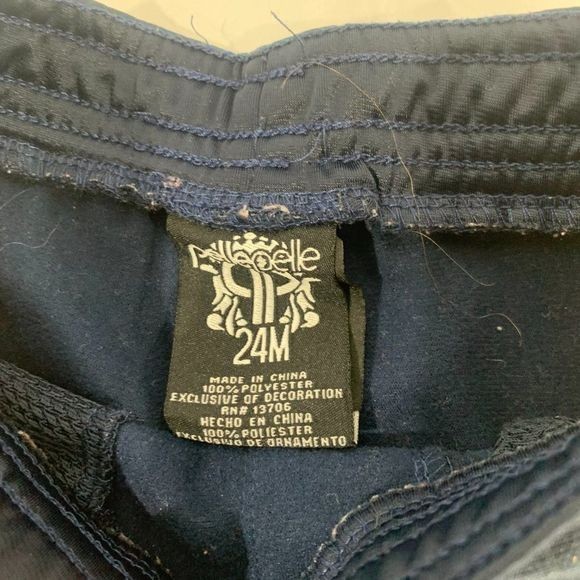 Pellepelle
24M
MADE IN CHINA
100% POLYESTER
EXCLUSIVE OF DECORATION
RN# 13706
HECHO EN CHINA
100% POLIESTER
EXCLUSIVO DE ORNAMENTO